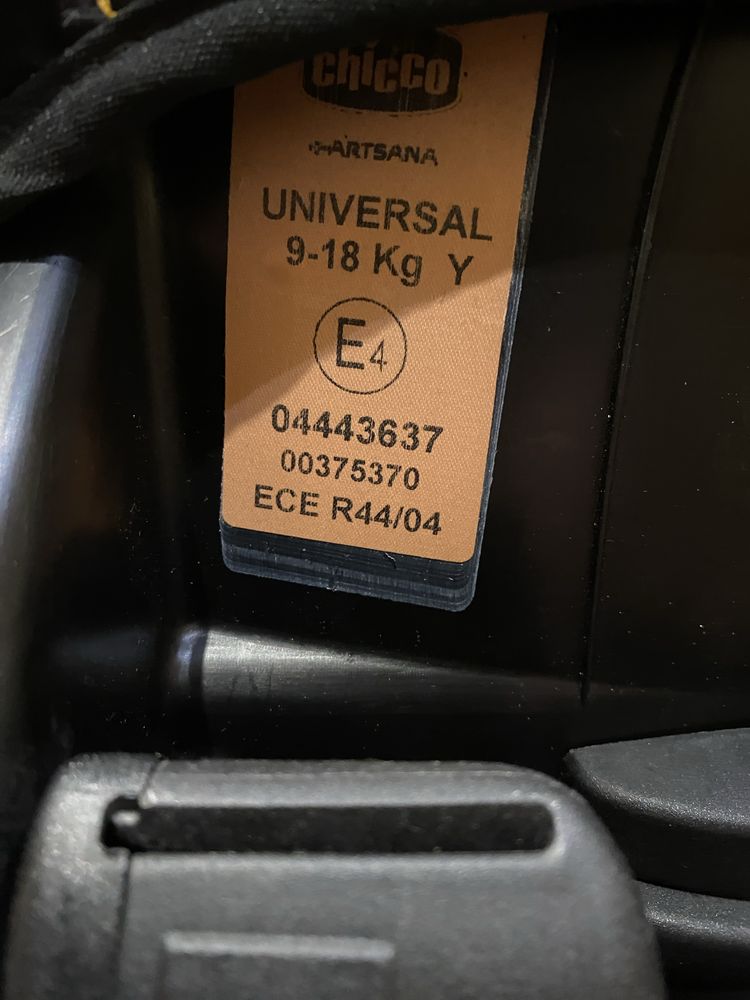 chicco
ARTSANA
UNIVERSAL
9-18 Kg Y
E4
04443637
00375370
ECE R44/04